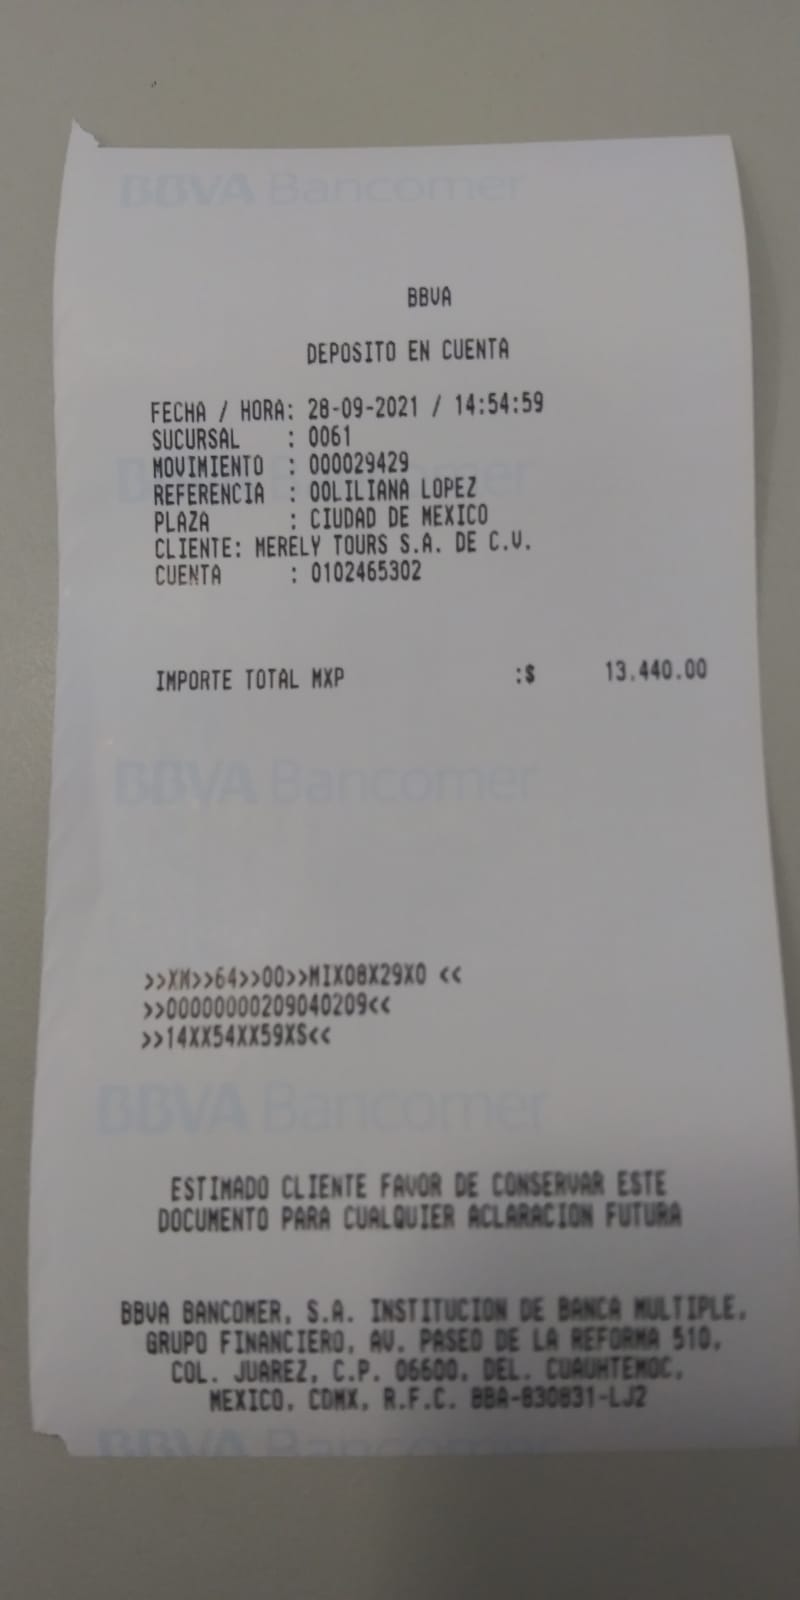 BBVA Bancomer
BBVA
DEPOSITO EN CUENTA
FECHA / HORA: 28-09-2021 / 14:54:59
SUCURSAL : 0061
MOVIMIENTO : 000029429
REFERENCIA : 00LILIANA LOPEZ
PLAZA : CIUDAD DE MEXICO
CLIENTE: MERELY TOURS S.A. DE C.V.
CUENTA : 0102465302
IMPORTE TOTAL MXP :$ 13,440.00
BBVA Bancomer
>>XM>>64>>00>>MIX08X29X0 <<
>>00000000209040209<<
>>14XX54XX59XS<<
BBVA Bancomer
ESTIMADO CLIENTE FAVOR DE CONSERVAR ESTE
DOCUMENTO PARA CUALQUIER ACLARACION FUTURA
BBVA BANCOMER, S.A. INSTITUCION DE BANCA MULTIPLE,
GRUPO FINANCIERO, AV. PASEO DE LA REFORMA 510,
COL. JUAREZ, C.P. 06600, DEL. CUAUHTEMOC,
MEXICO, CDMX, R.F.C. BBA-830831-LJ2
BBVA Bancomer